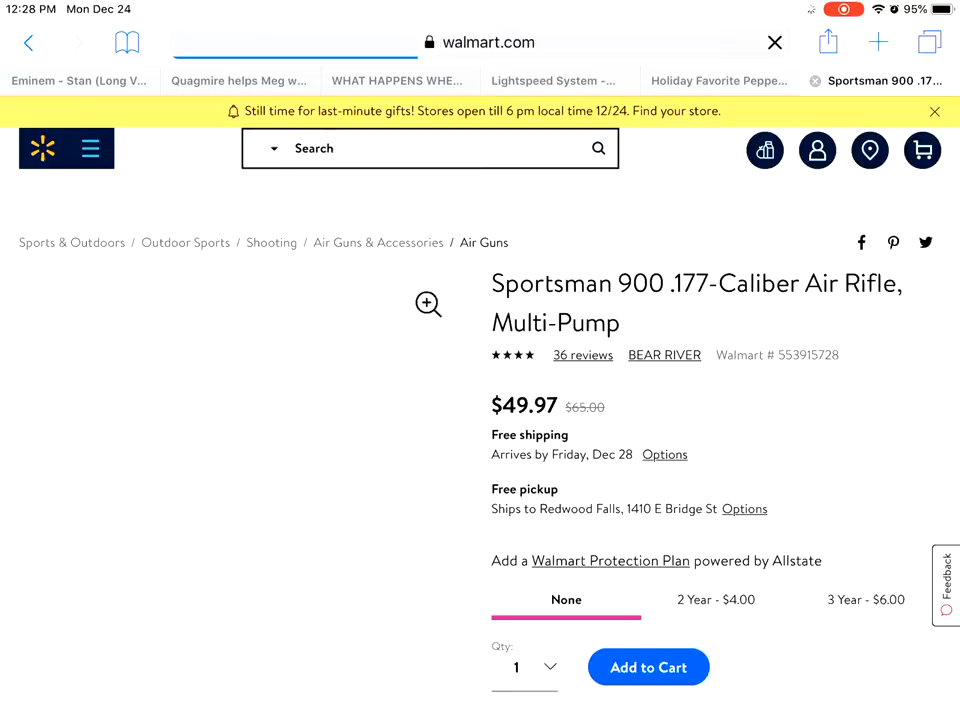 12:28 PM Mon Dec 24
95%
walmart.com
Eminem - Stan (Long V...
Quagmire helps Meg w...
WHAT HAPPENS WHE...
Lightspeed System -...
Holiday Favorite Peppe...
Sportsman 900 .17...
Still time for last-minute gifts! Stores open till 6 pm local time 12/24. Find your store.
Search
Sports & Outdoors / Outdoor Sports / Shooting / Air Guns & Accessories / Air Guns
Sportsman 900 .177-Caliber Air Rifle,
Multi-Pump
36 reviews BEAR RIVER Walmart # 553915728
$49.97 $65.00
Free shipping
Arrives by Friday, Dec 28 Options
Free pickup
Ships to Redwood Falls, 1410 E Bridge St Options
Add a Walmart Protection Plan powered by Allstate
None 2 Year - $4.00 3 Year - $6.00
Feedback
Qty:
1 Add to Cart